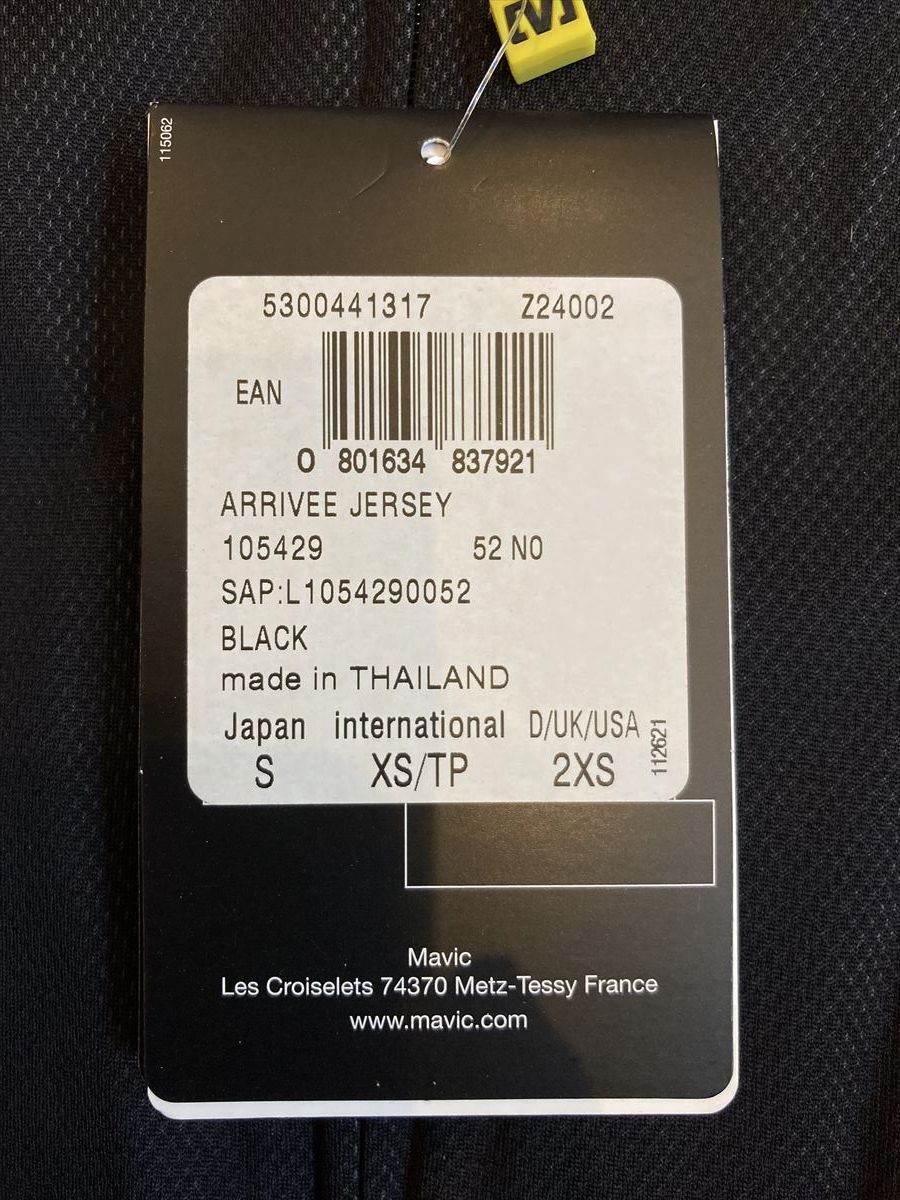 115062
5300441317 Z24002
EAN
0 801634 837921
ARRIVEE JERSEY
105429 52 NO
SAP:L1054290052
BLACK
made in THAILAND
Japan international D/UK/USA
S XS/TP 2XS
112621
Mavic
Les Croiselets 74370 Metz-Tessy France
www.mavic.com